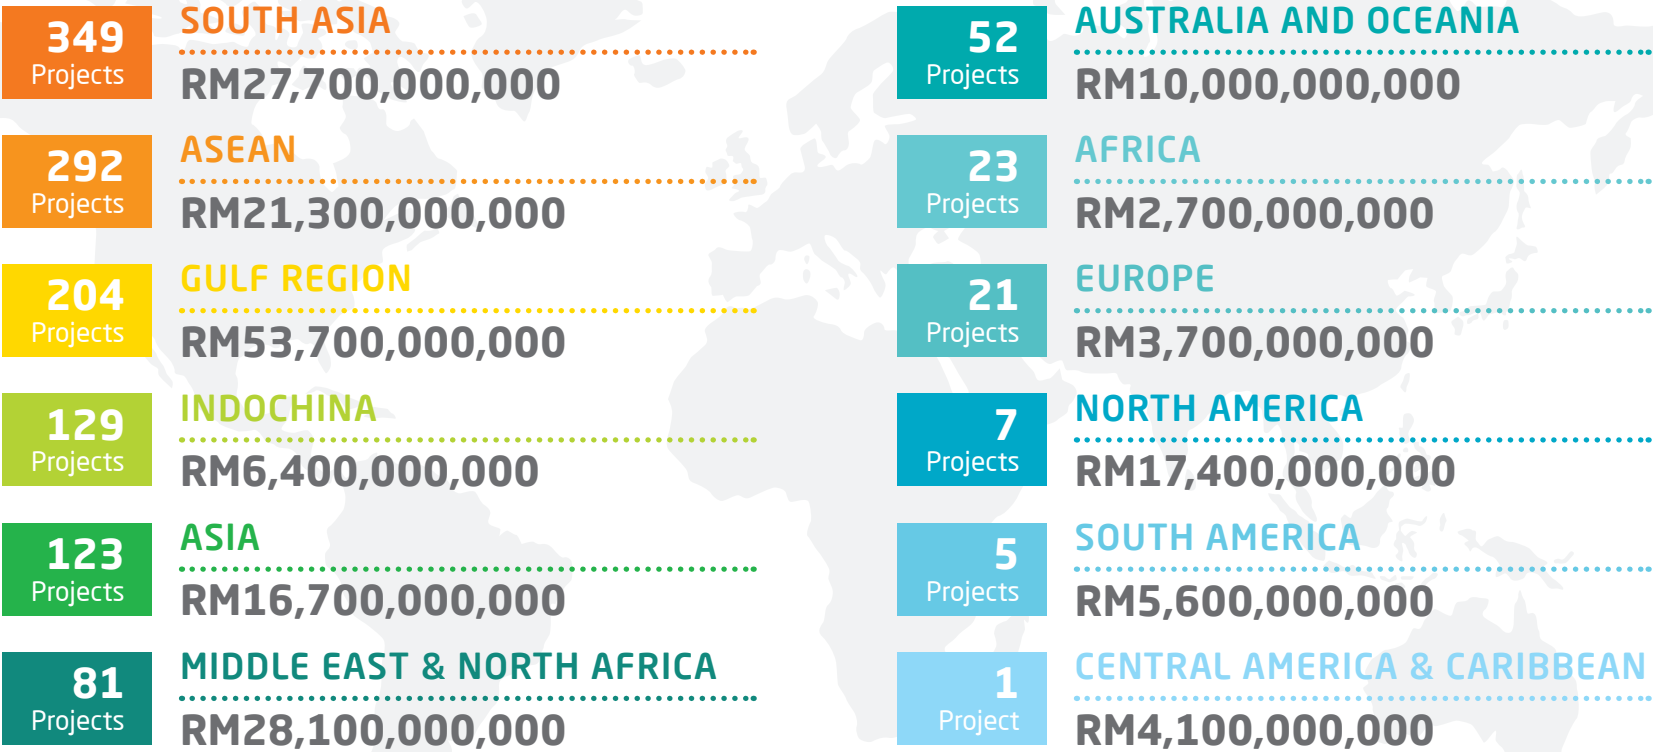 349
Projects
SOUTH ASIA
RM27,700,000,000
292
Projects
ASEAN
RM21,300,000,000
204
Projects
GULF REGION
RM53,700,000,000
129
Projects
INDOCHINA
RM6,400,000,000
123
Projects
ASIA
RM16,700,000,000
81
Projects
MIDDLE EAST & NORTH AFRICA
RM28,100,000,000
52
Projects
AUSTRALIA AND OCEANIA
RM10,000,000,000
23
Projects
AFRICA
RM2,700,000,000
21
Projects
EUROPE
RM3,700,000,000
7
Projects
NORTH AMERICA
RM17,400,000,000
5
Projects
SOUTH AMERICA
RM5,600,000,000
1
Project
CENTRAL AMERICA & CARIBBEAN
RM4,100,000,000